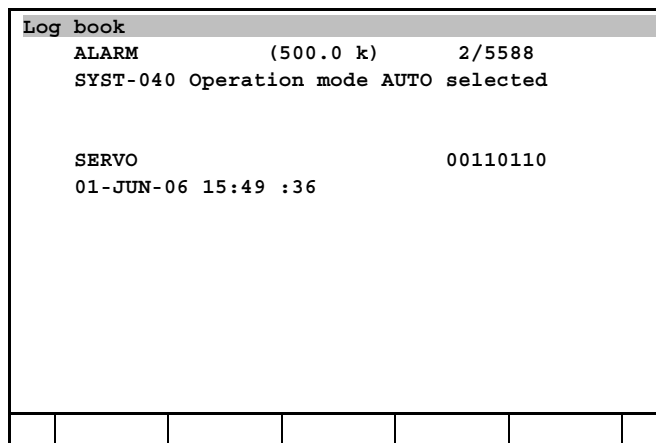 Log book
ALARM (500.0 k) 2/5588
SYST-040 Operation mode AUTO selected
SERVO 00110110
01-JUN-06 15:49 :36